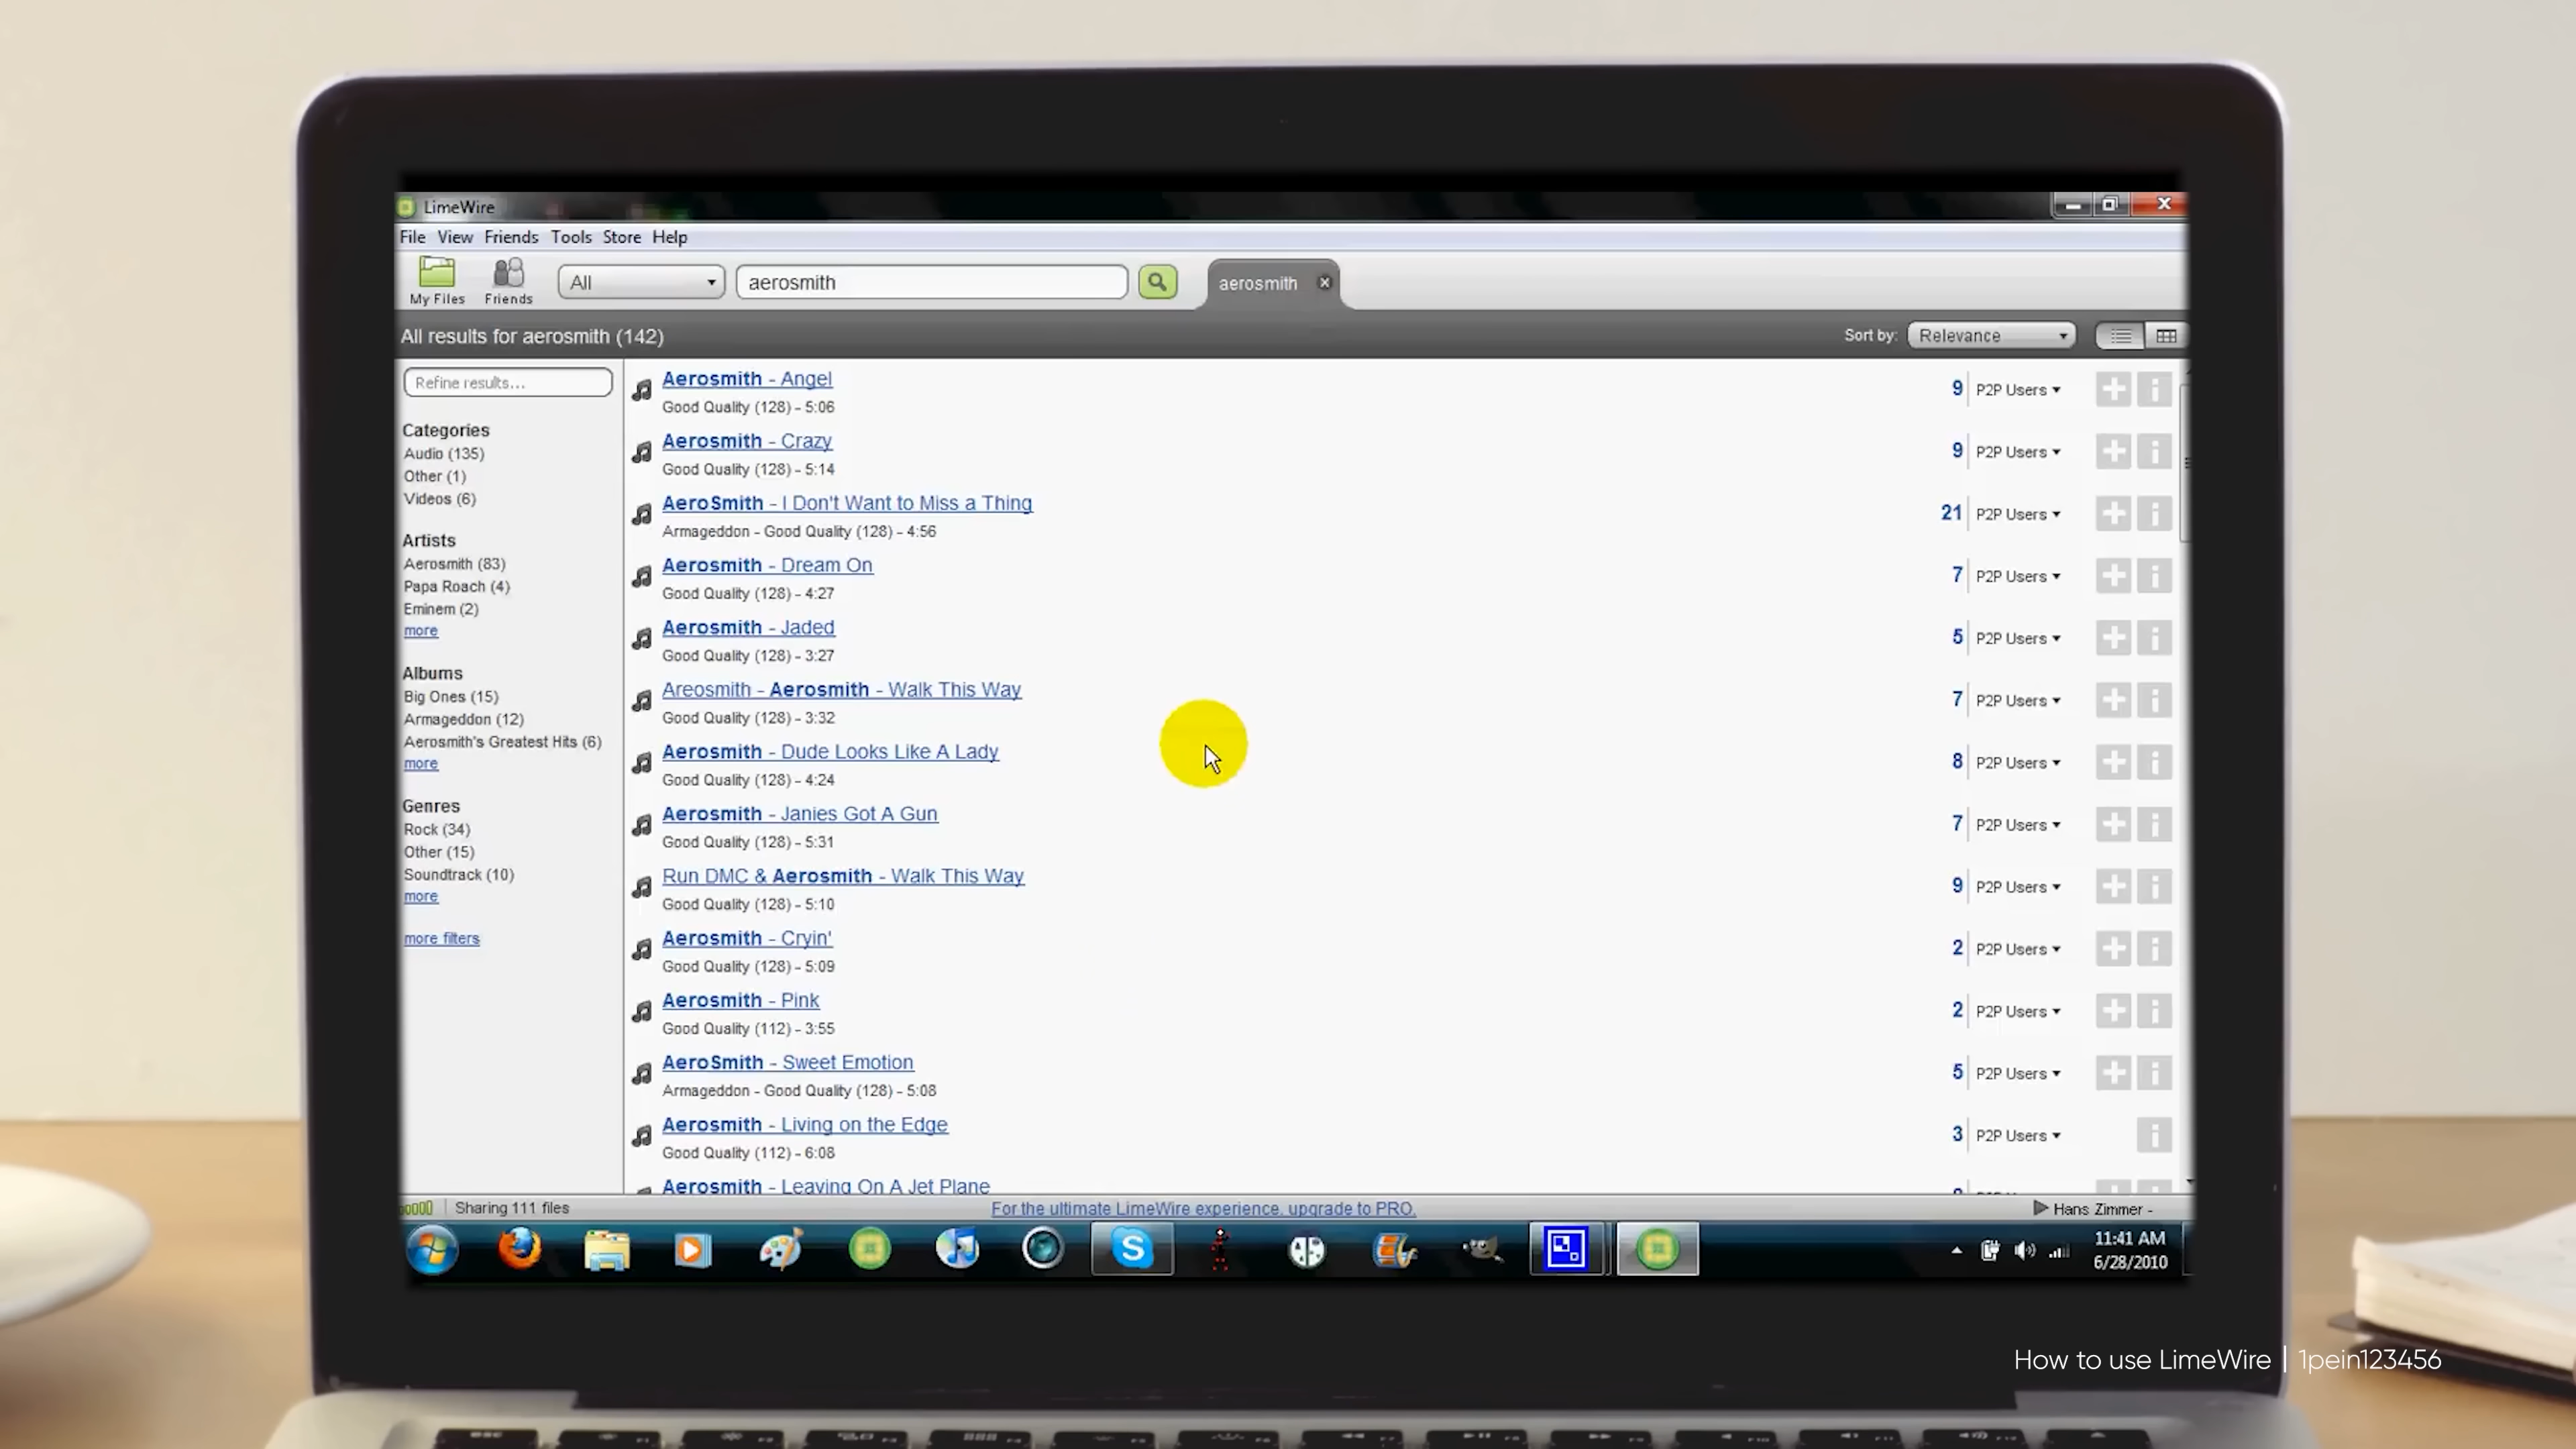 LimeWire
File View Friends Tools Store Help
My Files
Friends
All
aerosmith
aerosmith
All results for aerosmith (142)
Sort by:
Relevance
Refine results...
Categories
Audio (135)
Other (1)
Videos (6)
Artists
Aerosmith (83)
Papa Roach (4)
Eminem (2)
more
Albums
Big Ones (15)
Armageddon (12)
Aerosmith's Greatest Hits (6)
more
Genres
Rock (34)
Other (15)
Soundtrack (10)
more
more filters
Aerosmith - Angel
Good Quality (128) - 5:06
9 P2P Users
Aerosmith - Crazy
Good Quality (128) - 5:14
9 P2P Users
AeroSmith - I Don't Want to Miss a Thing
Armageddon - Good Quality (128) - 4:56
21 P2P Users
Aerosmith - Dream On
Good Quality (128) - 4:27
7 P2P Users
Aerosmith - Jaded
Good Quality (128) - 3:27
5 P2P Users
Areosmith - Aerosmith - Walk This Way
Good Quality (128) - 3:32
7 P2P Users
Aerosmith - Dude Looks Like A Lady
Good Quality (128) - 4:24
8 P2P Users
Aerosmith - Janies Got A Gun
Good Quality (128) - 5:31
7 P2P Users
Run DMC & Aerosmith - Walk This Way
Good Quality (128) - 5:10
9 P2P Users
Aerosmith - Cryin'
Good Quality (128) - 5:09
2 P2P Users
Aerosmith - Pink
Good Quality (112) - 3:55
2 P2P Users
AeroSmith - Sweet Emotion
Armageddon - Good Quality (128) - 5:08
5 P2P Users
Aerosmith - Living on the Edge
Good Quality (112) - 6:08
3 P2P Users
Aerosmith - Leaving On A Jet Plane
Sharing 111 files
For the ultimate LimeWire experience, upgrade to PRO.
Hans Zimmer -
11:41 AM
6/28/2010
How to use LimeWire | 1pein123456
esc